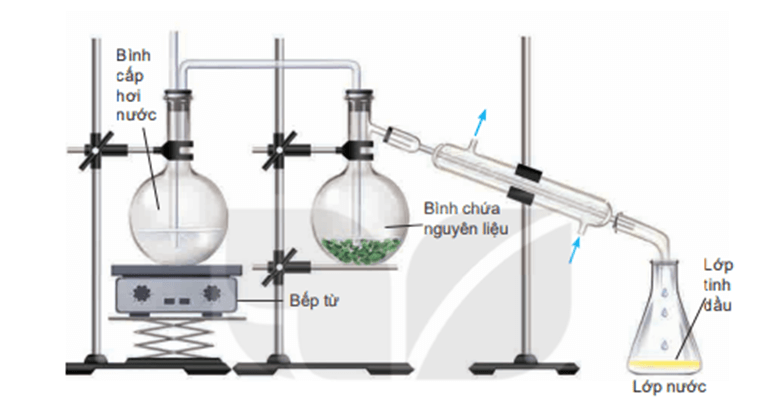 Bình
cấp
hơi
nước
Bình chứa
nguyên liệu
Bếp từ
Lớp
tinh
dầu
Lớp nước